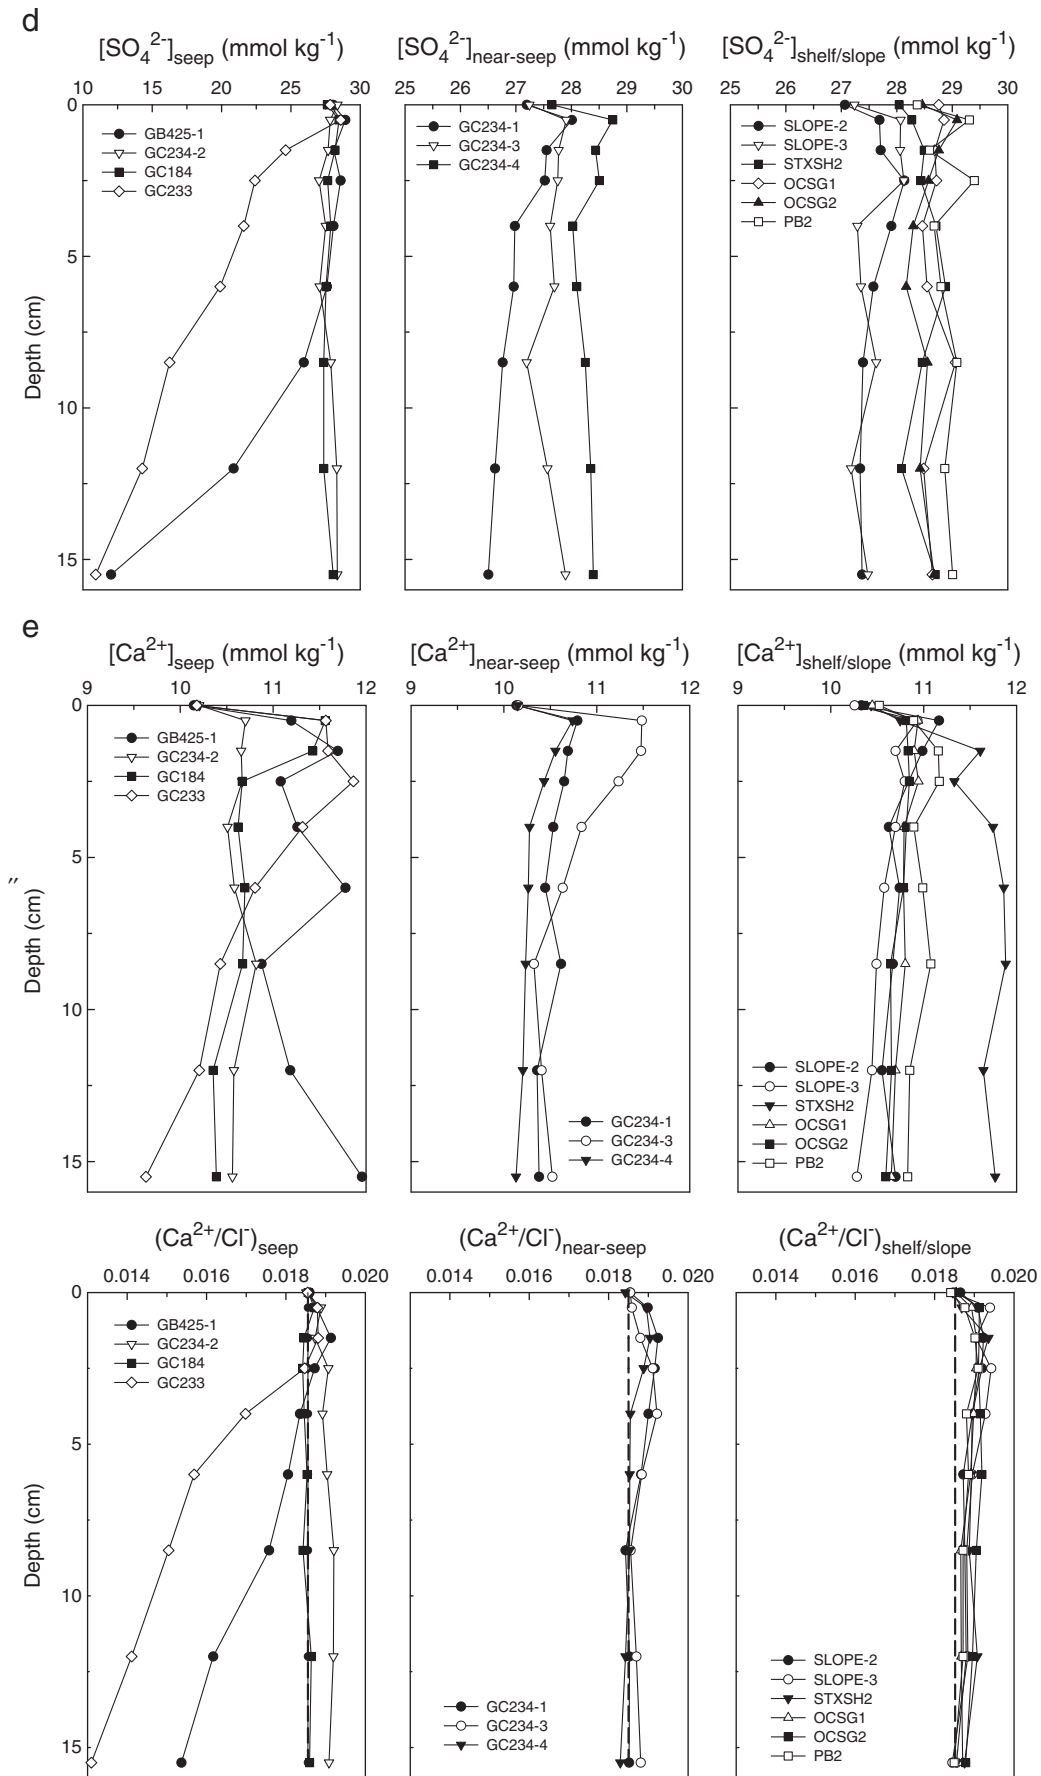 d
[SO₄²⁻]seep (mmol kg⁻¹) [SO₄²⁻]near-seep (mmol kg⁻¹) [SO₄²⁻]shelf/slope (mmol kg⁻¹)
10 15 20 25 30 25 26 27 28 29 30 25 26 27 28 29 30
0
GB425-1
GC234-2
GC184
GC233
GC234-1
GC234-3
GC234-4
SLOPE-2
SLOPE-3
STXSH2
OCSG1
OCSG2
PB2
5
Depth (cm)
10
15
e
[Ca²⁺]seep (mmol kg⁻¹) [Ca²⁺]near-seep (mmol kg⁻¹) [Ca²⁺]shelf/slope (mmol kg⁻¹)
9 10 11 12 9 10 11 12 9 10 11 12
0
GB425-1
GC234-2
GC184
GC233
5
″
Depth (cm)
10
GC234-1
GC234-3
GC234-4
SLOPE-2
SLOPE-3
STXSH2
OCSG1
OCSG2
PB2
15
(Ca²⁺/Cl⁻)seep (Ca²⁺/Cl⁻)near-seep (Ca²⁺/Cl⁻)shelf/slope
0.014 0.016 0.018 0.020 0.014 0.016 0.018 0.020 0.014 0.016 0.018 0.020
0
GB425-1
GC234-2
GC184
GC233
5
Depth (cm)
10
GC234-1
GC234-3
GC234-4
SLOPE-2
SLOPE-3
STXSH2
OCSG1
OCSG2
PB2
15